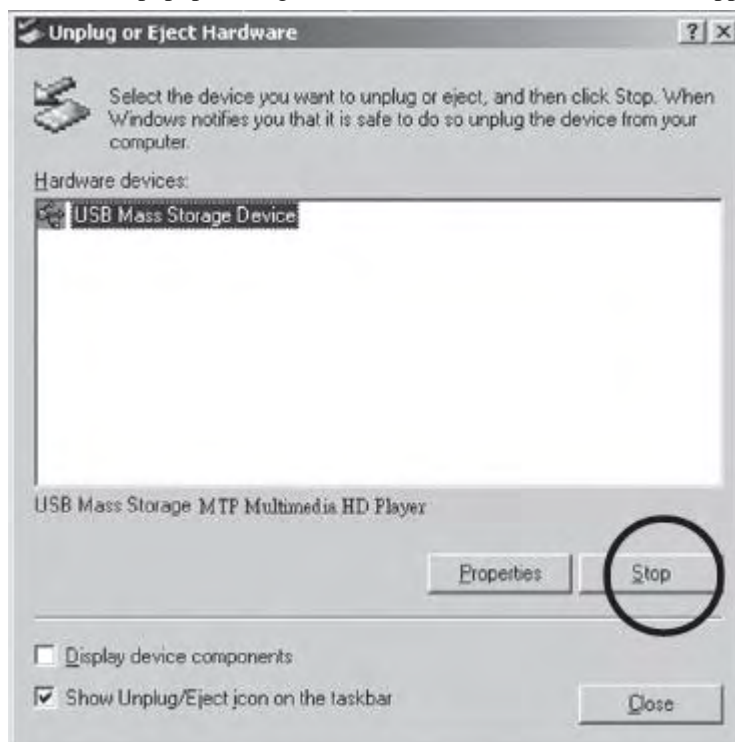 Unplug or Eject Hardware
Select the device you want to unplug or eject, and then click Stop. When
Windows notifies you that it is safe to do so unplug the device from your
computer.
Hardware devices:
USB Mass Storage Device
USB Mass Storage MTP Multimedia HD Player
Properties
Stop
Display device components
Show Unplug/Eject icon on the taskbar
Close